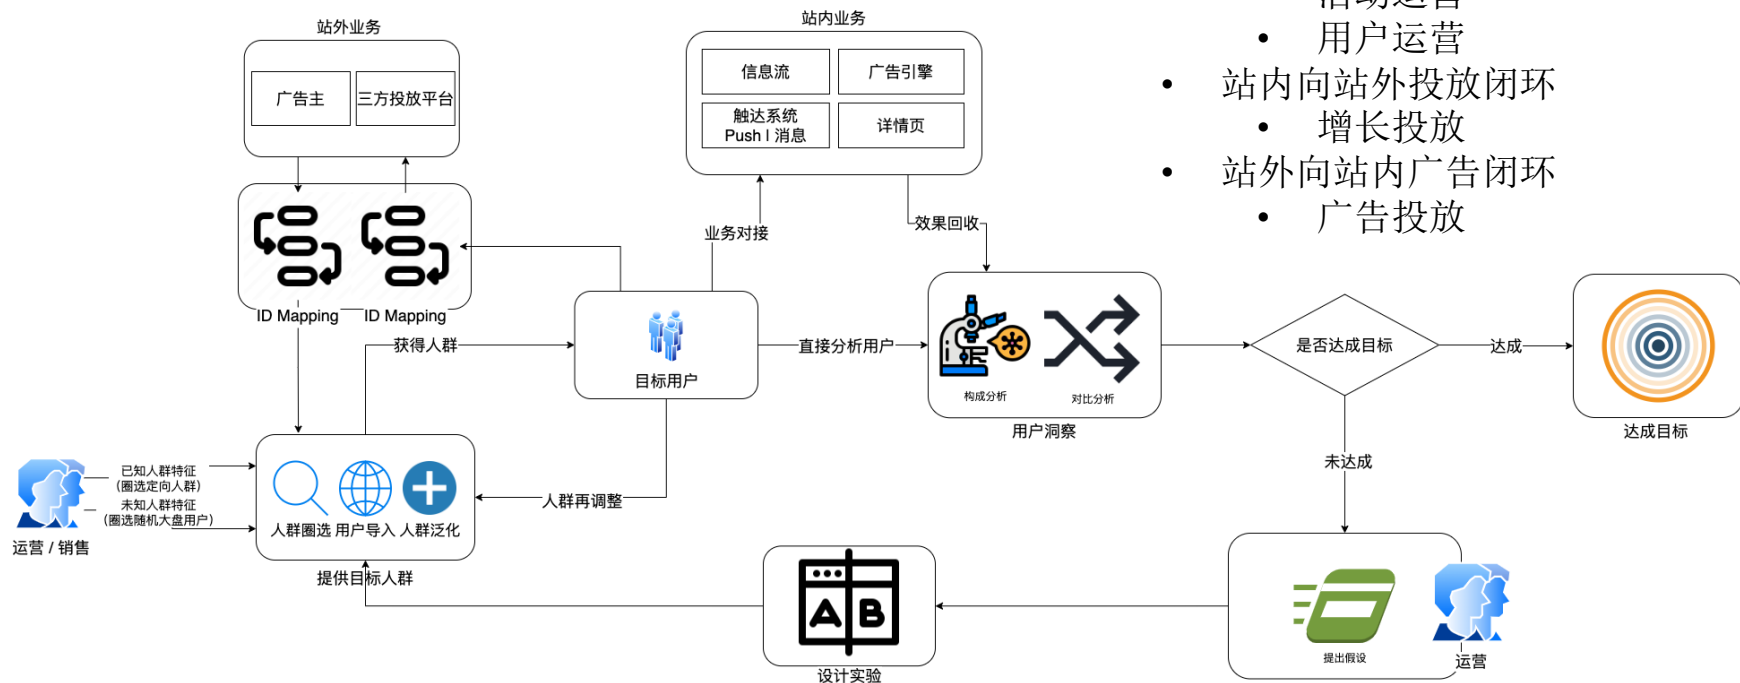 站外业务
广告主
三方投放平台
站内业务
信息流
广告引擎
触达系统
Push | 消息
详情页
活动运营
• 用户运营
• 站内向站外投放闭环
• 增长投放
• 站外向站内广告闭环
• 广告投放
ID Mapping
ID Mapping
业务对接
效果回收
获得人群
目标用户
直接分析用户
构成分析
对比分析
用户洞察
是否达成目标
达成
达成目标
未达成
运营 / 销售
已知人群特征
(圈选定向人群)
未知人群特征
(圈选随机大盘用户)
人群圈选
用户导入
人群泛化
提供目标人群
人群再调整
设计实验
A
B
提出假设
运营